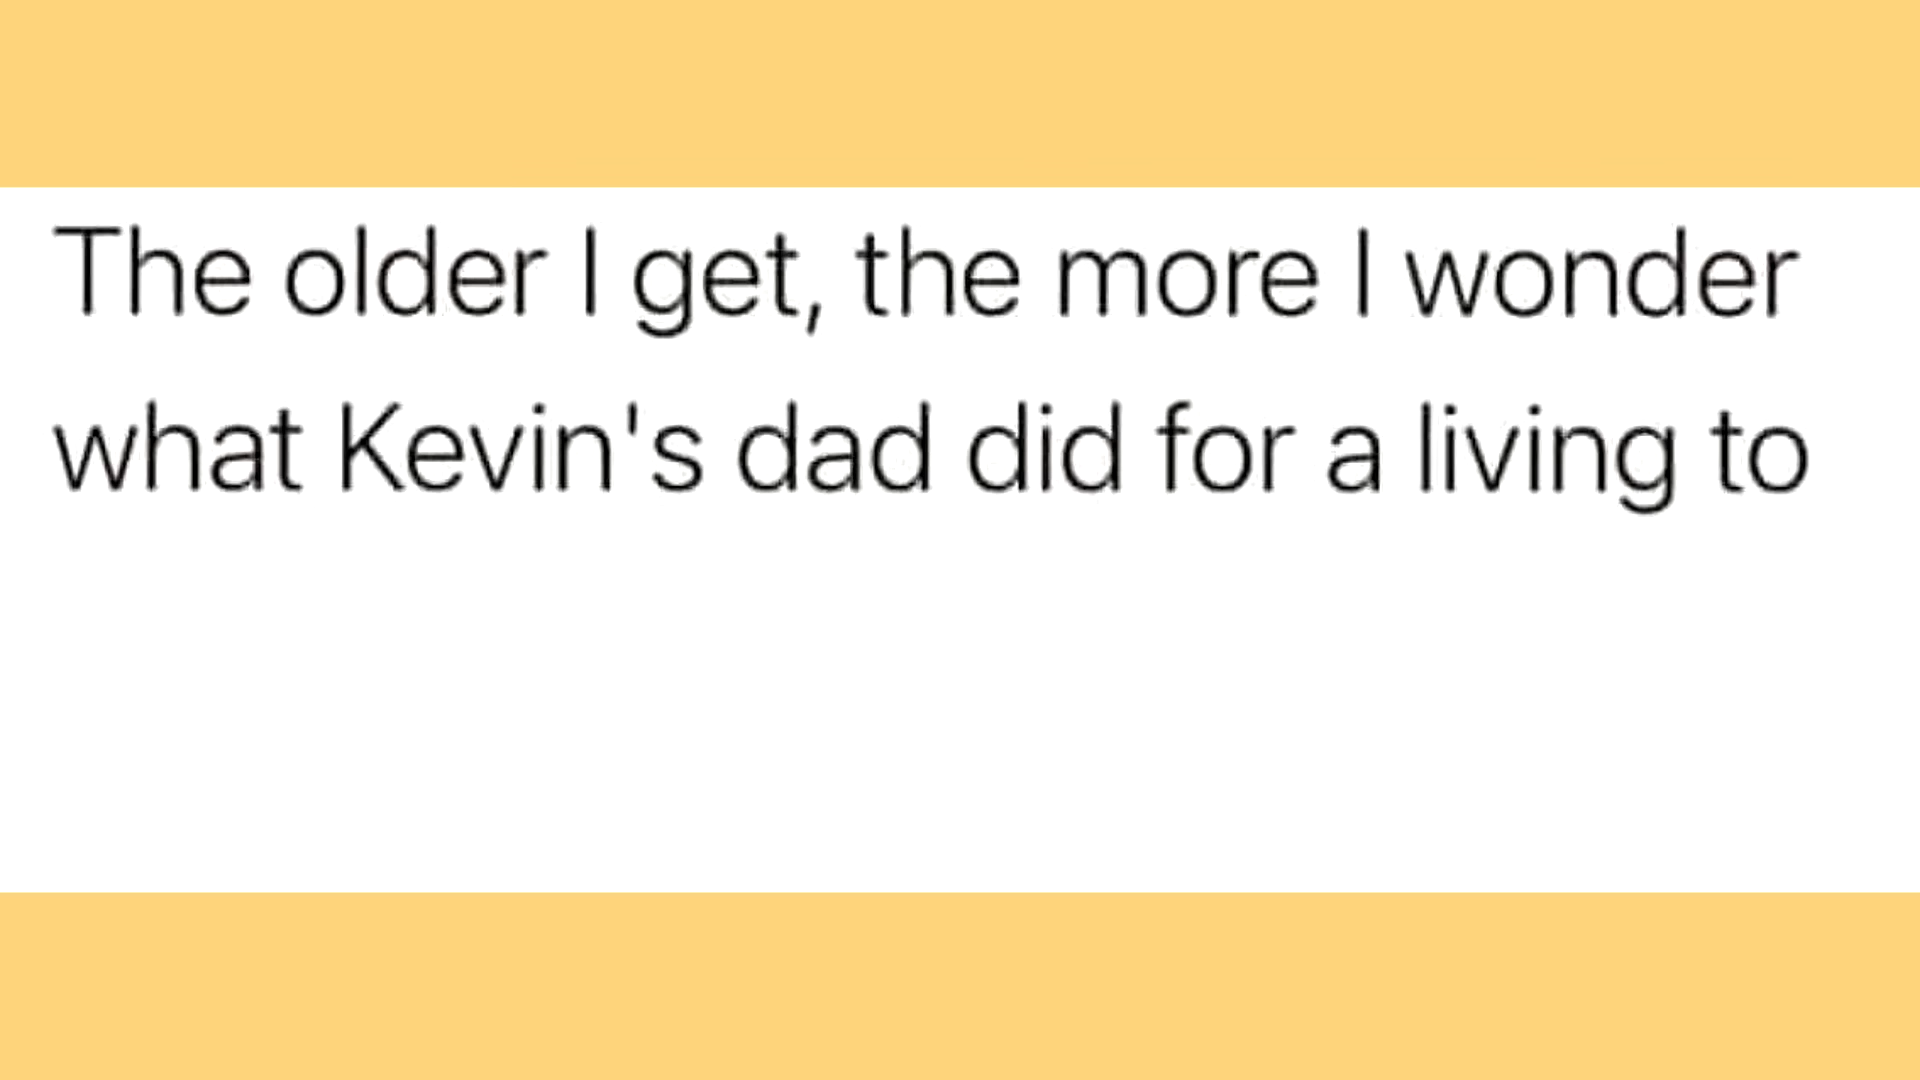 The older I get, the more I wonder
what Kevin's dad did for a living to